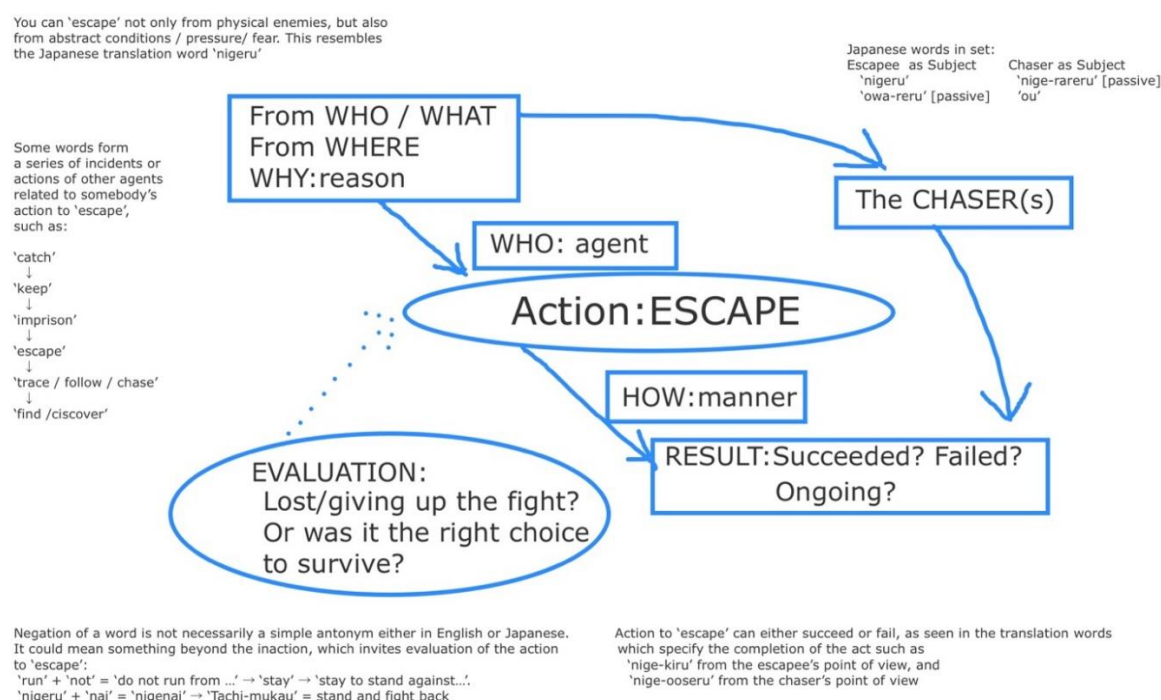 You can ‘escape’ not only from physical enemies, but also
from abstract conditions / pressure/ fear. This resembles
the Japanese translation word ‘nigeru’
Japanese words in set:
Escapee as Subject Chaser as Subject
‘nigeru’ ‘nige-rareru’ [passive]
‘owa-reru’ [passive] ‘ou’
From WHO / WHAT
From WHERE
WHY:reason
The CHASER(s)
Some words form
a series of incidents or
actions of other agents
related to somebody’s
action to ‘escape’,
such as:
‘catch’
↓
‘keep’
↓
‘imprison’
↓
‘escape’
↓
‘trace / follow / chase’
↓
‘find /ciscover’
WHO: agent
Action:ESCAPE
HOW:manner
RESULT:Succeeded? Failed?
Ongoing?
EVALUATION:
Lost/giving up the fight?
Or was it the right choice
to survive?
Negation of a word is not necessarily a simple antonym either in English or Japanese.
It could mean something beyond the inaction, which invites evaluation of the action
to ‘escape’:
‘run’ + ‘not’ = ‘do not run from ...’ → ‘stay’ → ‘stay to stand against...’.
‘nigeru’ + ‘nai’ = ‘nigenai’ → ‘Tachi-mukau’ = stand and fight back
Action to ‘escape’ can either succeed or fail, as seen in the translation words
which specify the completion of the act such as
‘nige-kiru’ from the escapee’s point of view, and
‘nige-ooseru’ from the chaser’s point of view